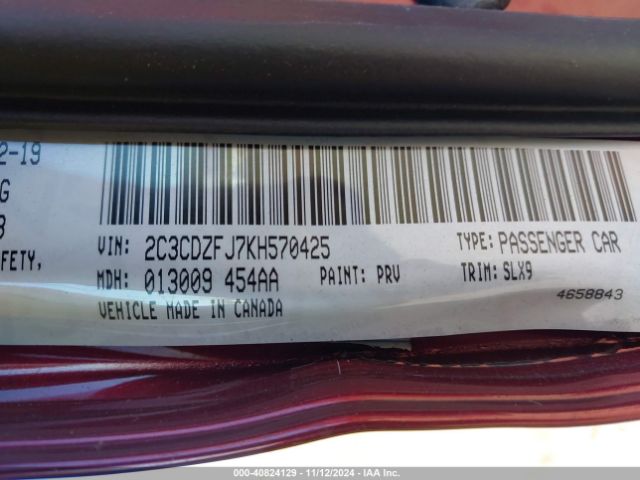 2-19
G
3
FETY,
VIN: 2C3CDZFJ7KH570425 TYPE: PASSENGER CAR
MDH: 013009 454AA PAINT: PRV TRIM: SLX9
VEHICLE MADE IN CANADA 4658843
000-40824129 - 11/12/2024 - IAA Inc.